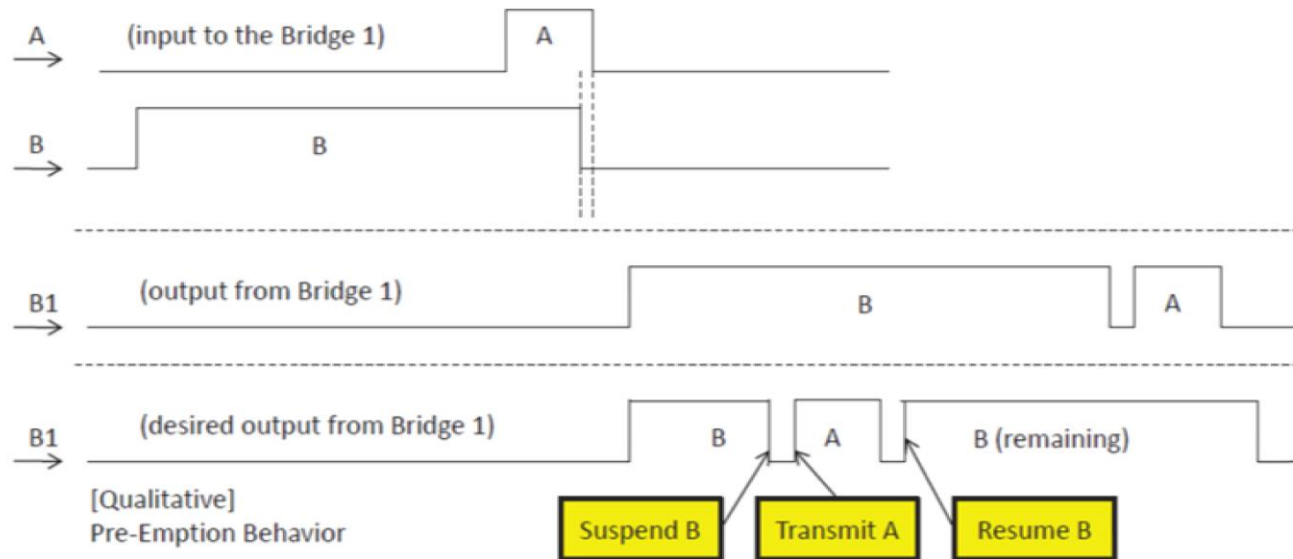 A (input to the Bridge 1) A
B B
B1 (output from Bridge 1) B A
B1 (desired output from Bridge 1) B A B (remaining)
[Qualitative]
Pre-Emption Behavior
Suspend B Transmit A Resume B